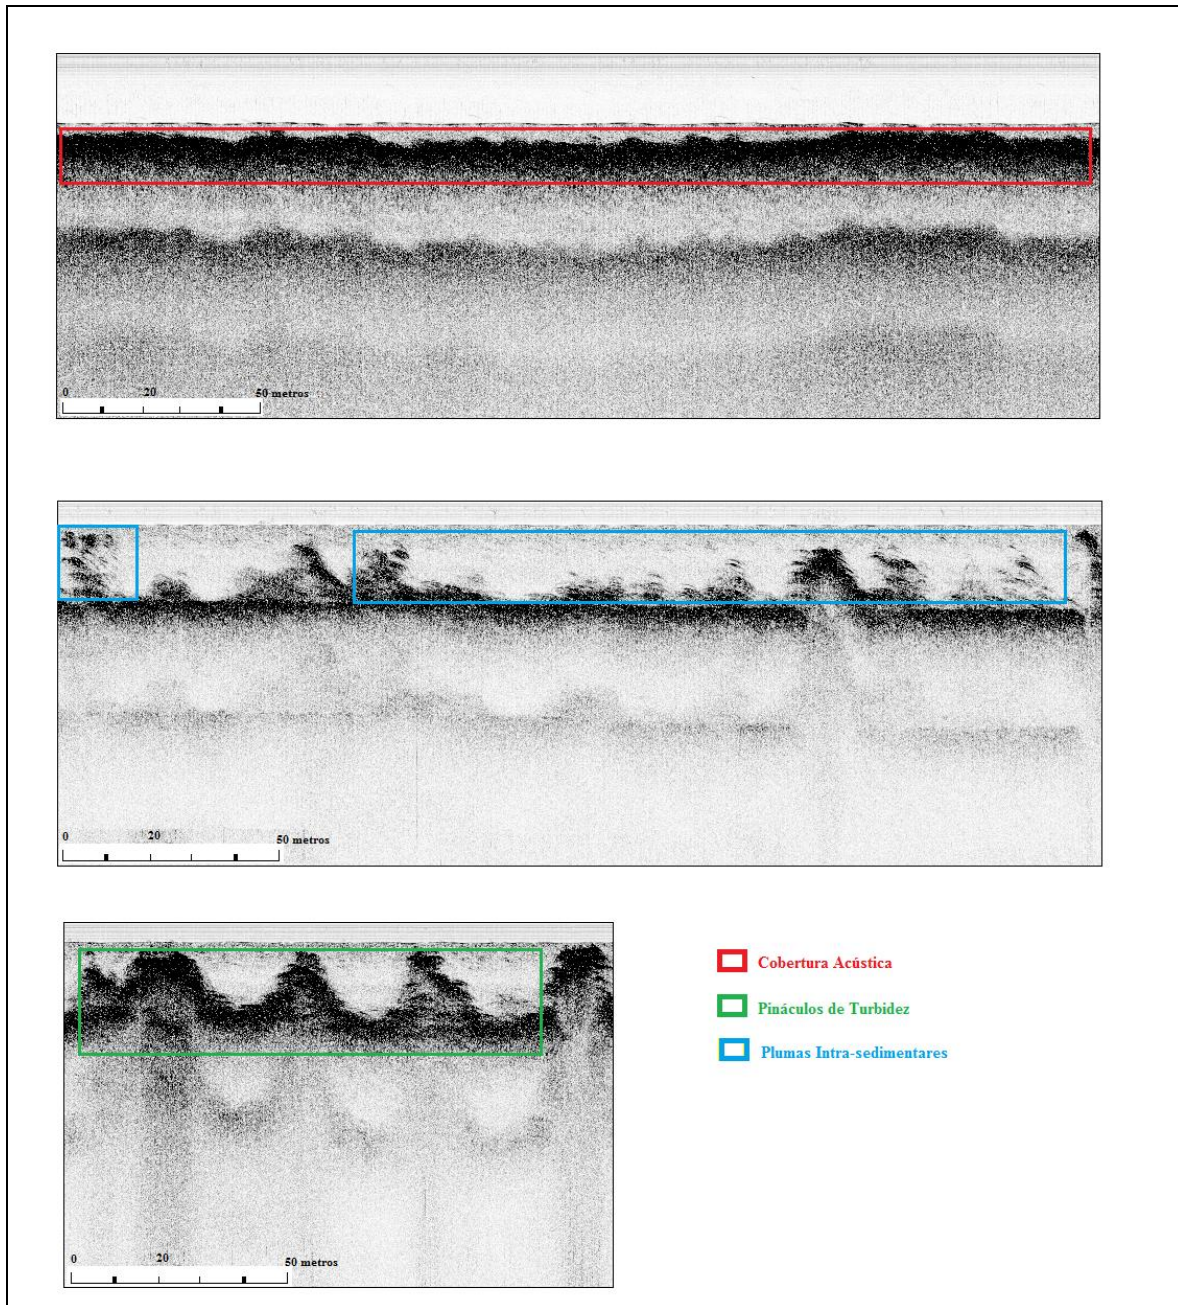 0 20 50 metros
0 20 50 metros
Cobertura Acústica
Pináculos de Turbidez
Plumas Intra-sedimentares
0 20 50 metros